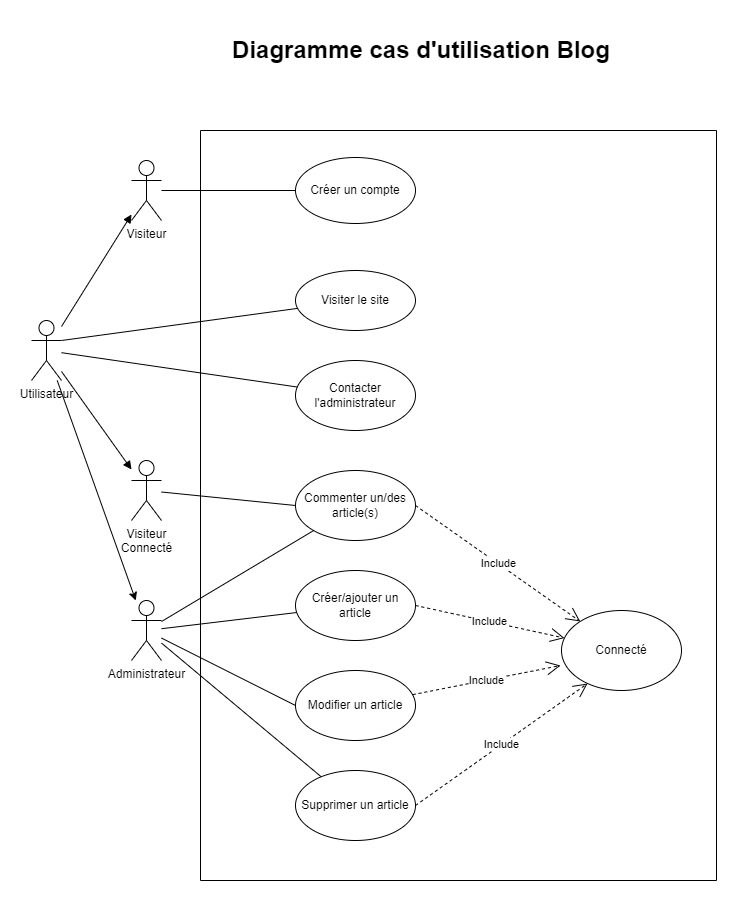 Diagramme cas d'utilisation Blog
Visiteur
Créer un compte
Visiter le site
Utilisateur
Contacter
l'administrateur
Visiteur
Connecté
Commenter un/des
article(s)
Include
Administrateur
Créer/ajouter un
article
Include
Connecté
Modifier un article
Include
Supprimer un article
Include